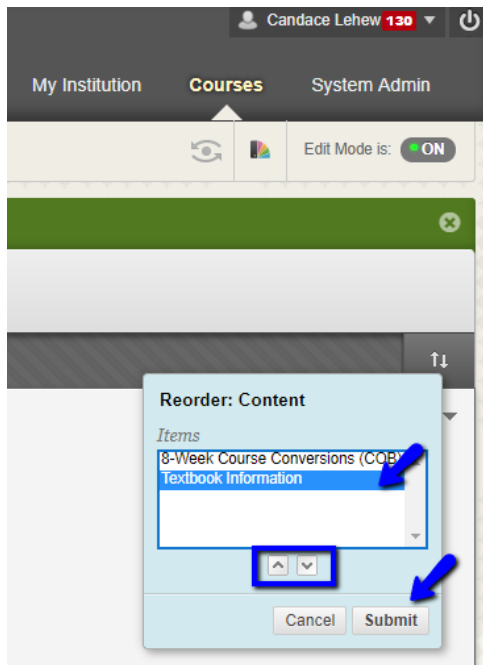 Candace Lehew 130
My Institution Courses System Admin
Edit Mode is: ON
Reorder: Content
Items
8-Week Course Conversions (COB)
Textbook Information
Cancel Submit